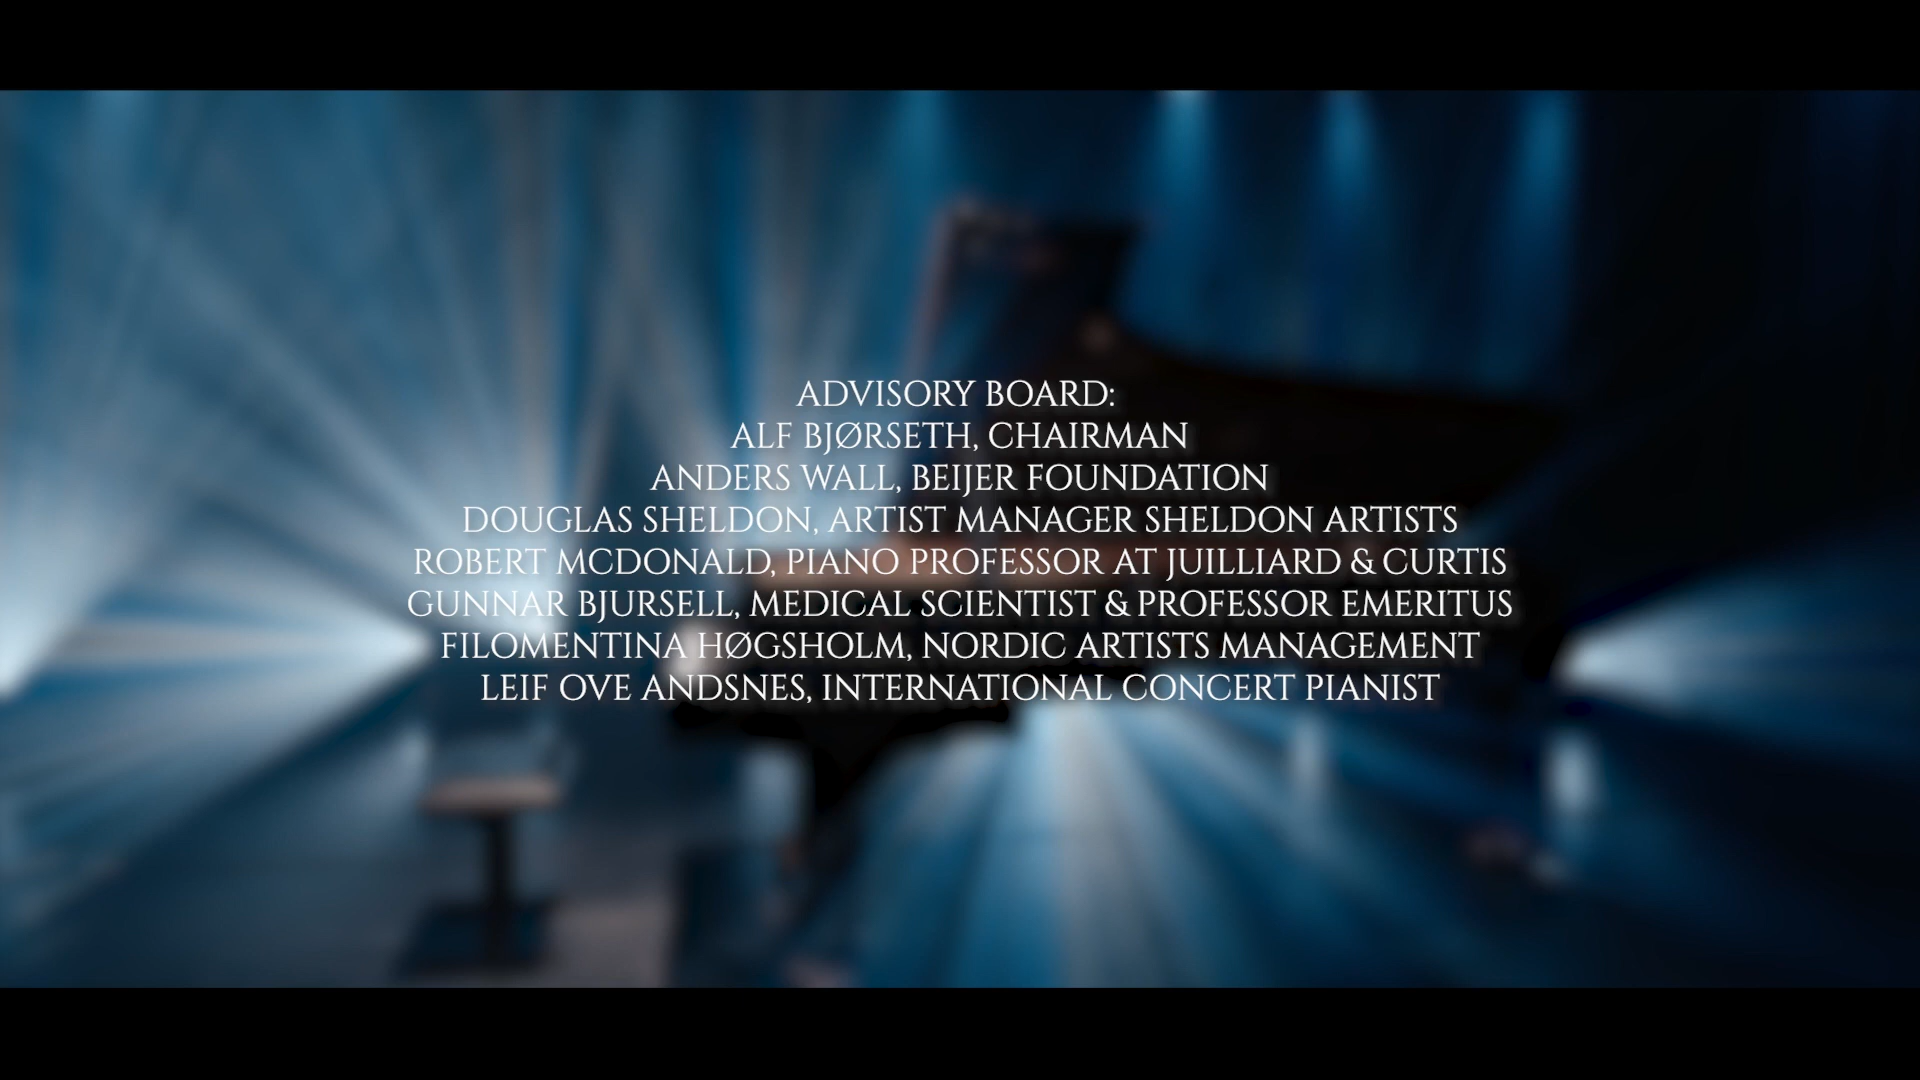 ADVISORY BOARD:
ALF BJØRSETH, CHAIRMAN
ANDERS WALL, BEIJER FOUNDATION
DOUGLAS SHELDON, ARTIST MANAGER SHELDON ARTISTS
ROBERT MCDONALD, PIANO PROFESSOR AT JUILLIARD & CURTIS
GUNNAR BJURSELL, MEDICAL SCIENTIST & PROFESSOR EMERITUS
FILOMENTINA HØGSHOLM, NORDIC ARTISTS MANAGEMENT
LEIF OVE ANDSNES, INTERNATIONAL CONCERT PIANIST